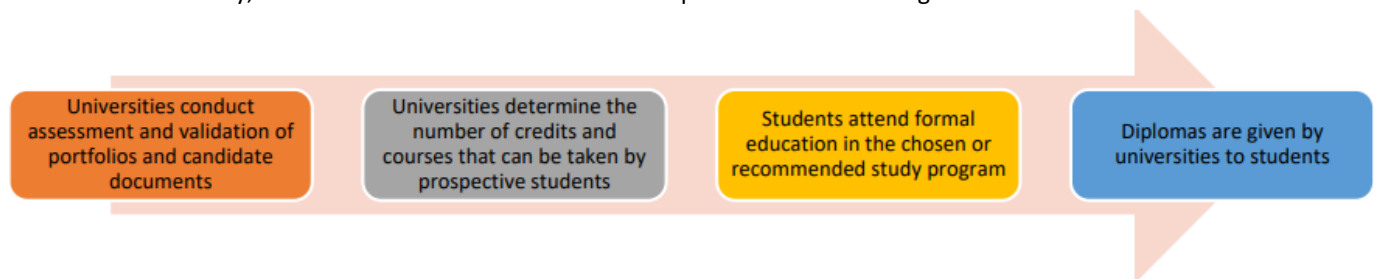 Universities conduct
assessment and validation of
portfolios and candidate
documents
Universities determine the
number of credits and
courses that can be taken by
prospective students
Students attend formal
education in the chosen or
recommended study program
Diplomas are given by
universities to students